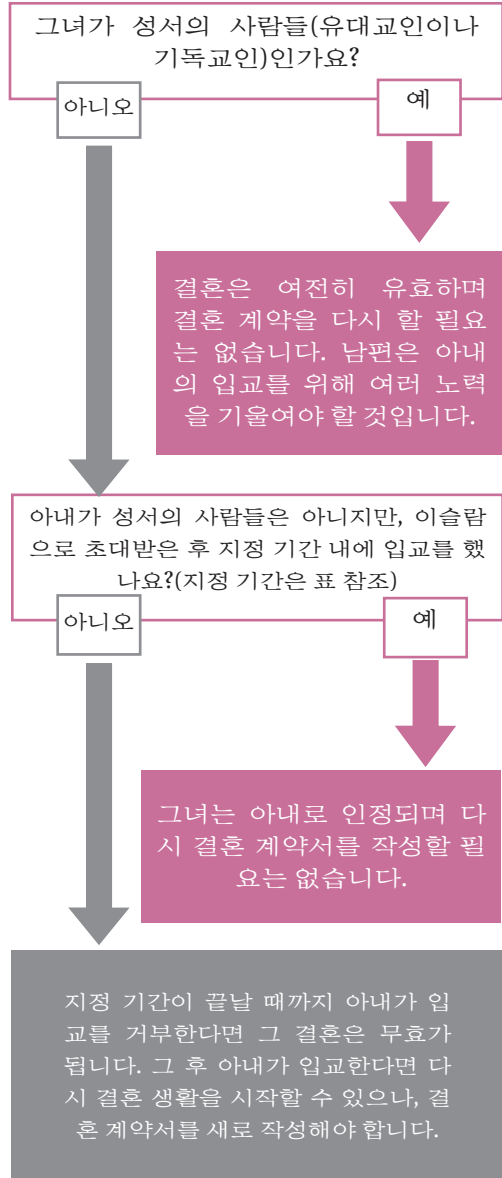 그녀가 성서의 사람들(유대교인이나
기독교인)인가요?
아니오
예
결혼은 여전히 유효하며
결혼 계약을 다시 할 필요
는 없습니다. 남편은 아내
의 입교를 위해 여러 노력
을 기울여야 할 것입니다.
아내가 성서의 사람들은 아니지만, 이슬람
으로 초대받은 후 지정 기간 내에 입교를 했
나요?(지정 기간은 표 참조)
아니오
예
그녀는 아내로 인정되며 다
시 결혼 계약서를 작성할 필
요는 없습니다.
지정 기간이 끝날 때까지 아내가 입
교를 거부한다면 그 결혼은 무효가
됩니다. 그 후 아내가 입교한다면 다
시 결혼 생활을 시작할 수 있으나, 결
혼 계약서를 새로 작성해야 합니다.